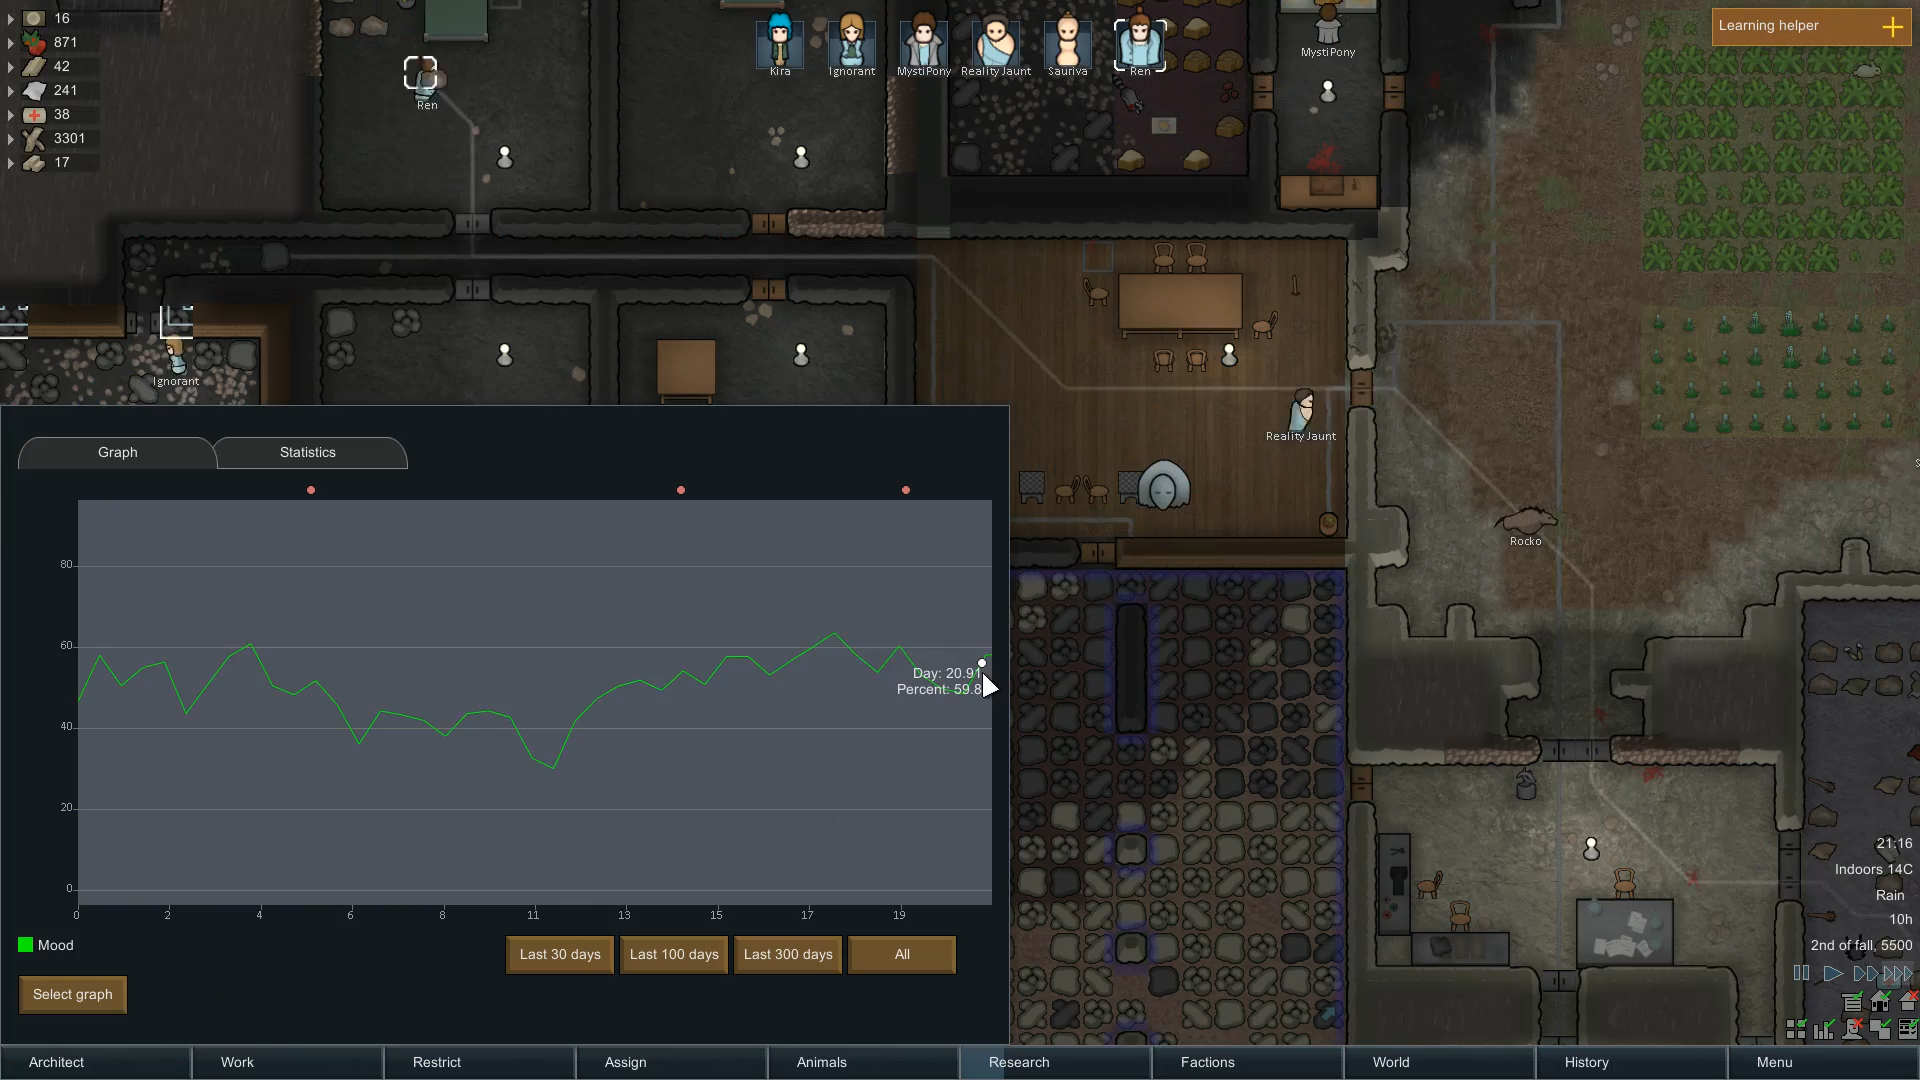 16
871
42
241
38
3301
17
Kira
Ignorant
MystiPony
Reality Jaunt
Sauriva
Ren
MystiPony
Learning helper
Ren
Ignorant
Reality Jaunt
Rocko
Graph
Statistics
80
60
40
20
0
Day: 20.91
Percent: 59.8
0
2
4
6
8
11
13
15
17
19
Mood
Last 30 days
Last 100 days
Last 300 days
All
Select graph
21:16
Indoors 14C
Rain
10h
2nd of fall, 5500
Architect
Work
Restrict
Assign
Animals
Research
Factions
World
History
Menu